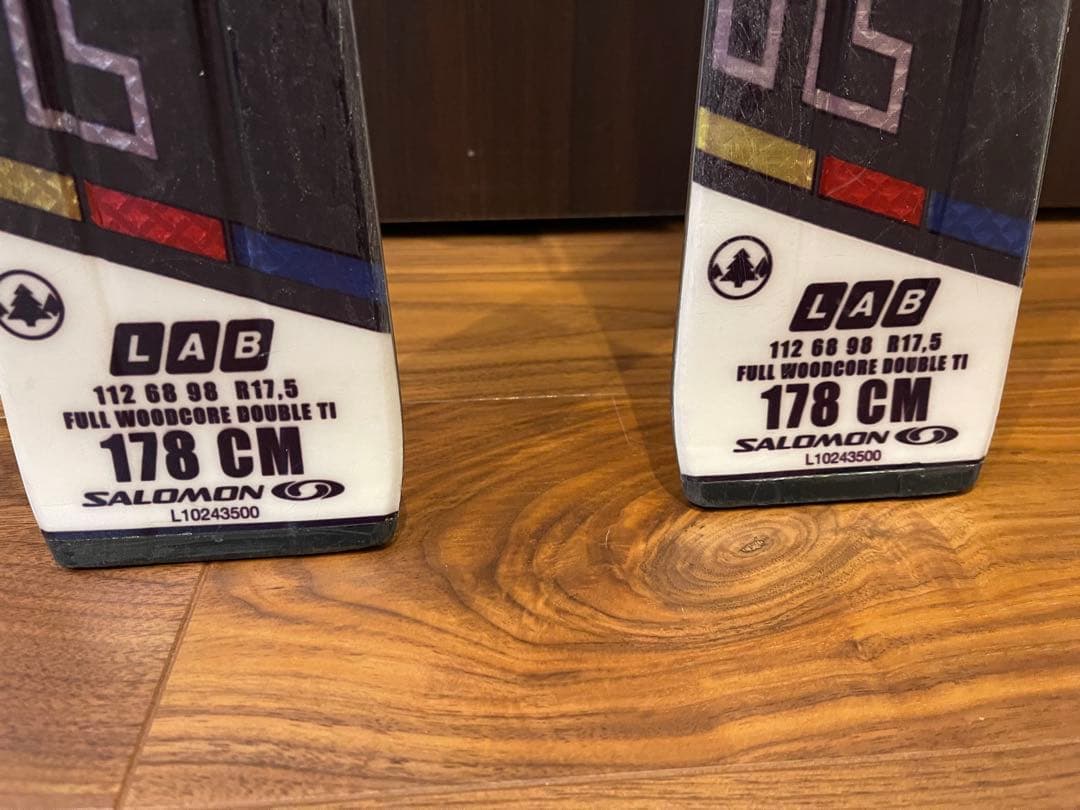 LAB
112 68 98 R17,5
FULL WOODCORE DOUBLE TI
178 CM
SALOMON
L10243500
LAB
112 68 98 R17,5
FULL WOODCORE DOUBLE TI
178 CM
SALOMON
L10243500